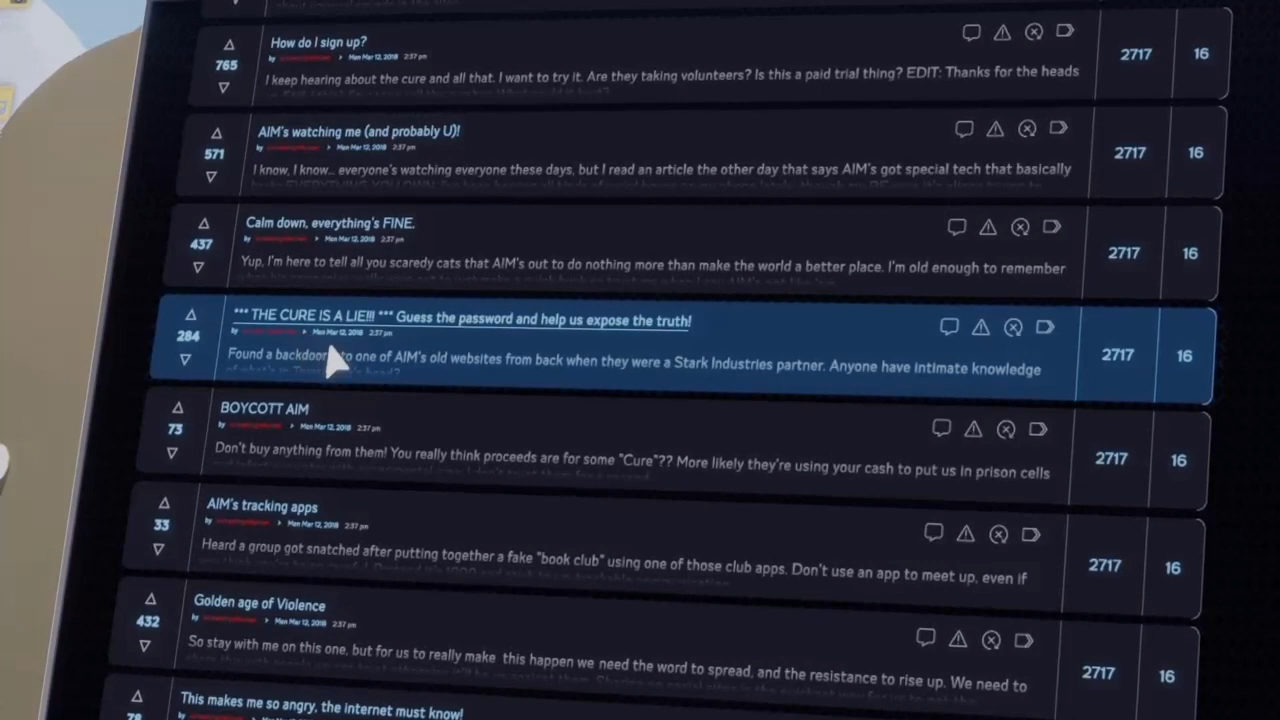 How do I sign up?
765
by
Mon Mar 12, 2018 2:37 pm
I keep hearing about the cure and all that. I want to try it. Are they taking volunteers? Is this a paid trial thing? EDIT: Thanks for the heads
2717
16
AIM's watching me (and probably U)!
571
by
Mon Mar 12, 2018 2:37 pm
I know, I know... everyone's watching everyone these days, but I read an article the other day that says AIM's got special tech that basically
2717
16
Calm down, everything's FINE.
437
by
Mon Mar 12, 2018 2:37 pm
Yup, I'm here to tell all you scaredy cats that AIM's out to do nothing more than make the world a better place. I'm old enough to remember
2717
16
*** THE CURE IS A LIE!!! *** Guess the password and help us expose the truth!
284
by
Mon Mar 12, 2018 2:37 pm
Found a backdoor to one of AIM's old websites from back when they were a Stark Industries partner. Anyone have intimate knowledge
2717
16
BOYCOTT AIM
73
by
Mon Mar 12, 2018 2:37 pm
Don't buy anything from them! You really think proceeds are for some "Cure"?? More likely they're using your cash to put us in prison cells
2717
16
AIM's tracking apps
33
by
Mon Mar 12, 2018 2:37 pm
Heard a group got snatched after putting together a fake "book club" using one of those club apps. Don't use an app to meet up, even if
2717
16
Golden age of Violence
432
by
Mon Mar 12, 2018 2:37 pm
So stay with me on this one, but for us to really make this happen we need the word to spread, and the resistance to rise up. We need to
2717
16
This makes me so angry, the internet must know!